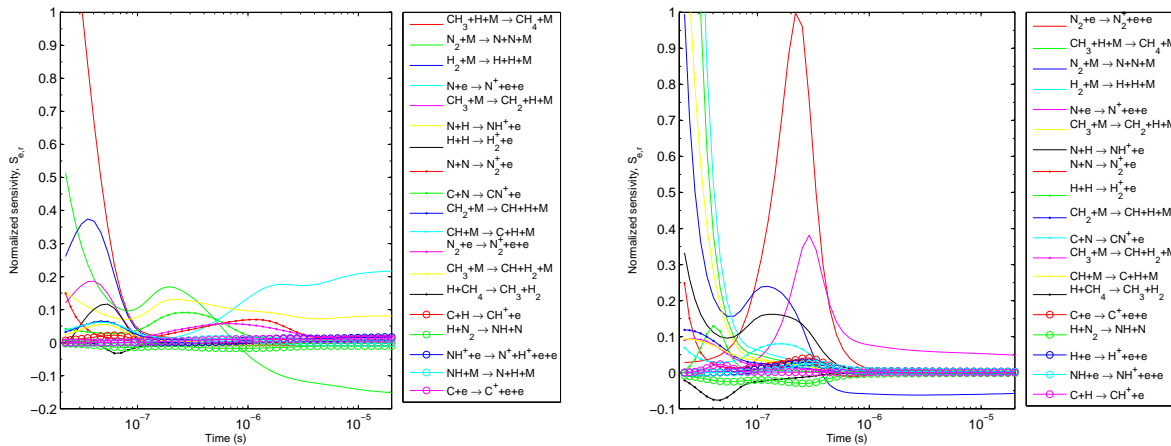 1
0.9
0.8
0.7
0.6
0.5
0.4
0.3
0.2
0.1
0
−0.1
−0.2
10⁻⁷
10⁻⁶
10⁻⁵
Time (s)
Normalized sensivity, S_e,r
CH₃+H+M → CH₄+M
N₂+M → N+N+M
H₂+M → H+H+M
N+e → N⁺+e+e
CH₃+M → CH₂+H+M
N+H → NH⁺+e
H+H → H₂⁺+e
N+N → N₂⁺+e
C+N → CN⁺+e
CH₂+M → CH+H+M
CH+M → C+H+M
N₂+e → N₂⁺+e+e
CH₃+M → CH+H₂+M
H+CH₄ → CH₃+H₂
C+H → CH⁺+e
H+N₂ → NH+N
NH⁺+e → N⁺+H⁺+e+e
NH+M → N+H+M
C+e → C⁺+e+e
1
0.9
0.8
0.7
0.6
0.5
0.4
0.3
0.2
0.1
0
−0.1
10⁻⁷
10⁻⁶
10⁻⁵
Time (s)
Normalized sensivity, S_e,r
N₂+e → N₂⁺+e+e
CH₃+H+M → CH₄+M
N₂+M → N+N+M
H₂+M → H+H+M
N+e → N⁺+e+e
CH₃+M → CH₂+H+M
N+H → NH⁺+e
N+N → N₂⁺+e
H+H → H₂⁺+e
CH₂+M → CH+H+M
C+N → CN⁺+e
CH₃+M → CH+H₂+M
CH+M → C+H+M
H+CH₄ → CH₃+H₂
C+e → C⁺+e+e
H+N₂ → NH+N
H+e → H⁺+e+e
NH+e → NH⁺+e+e
C+H → CH⁺+e